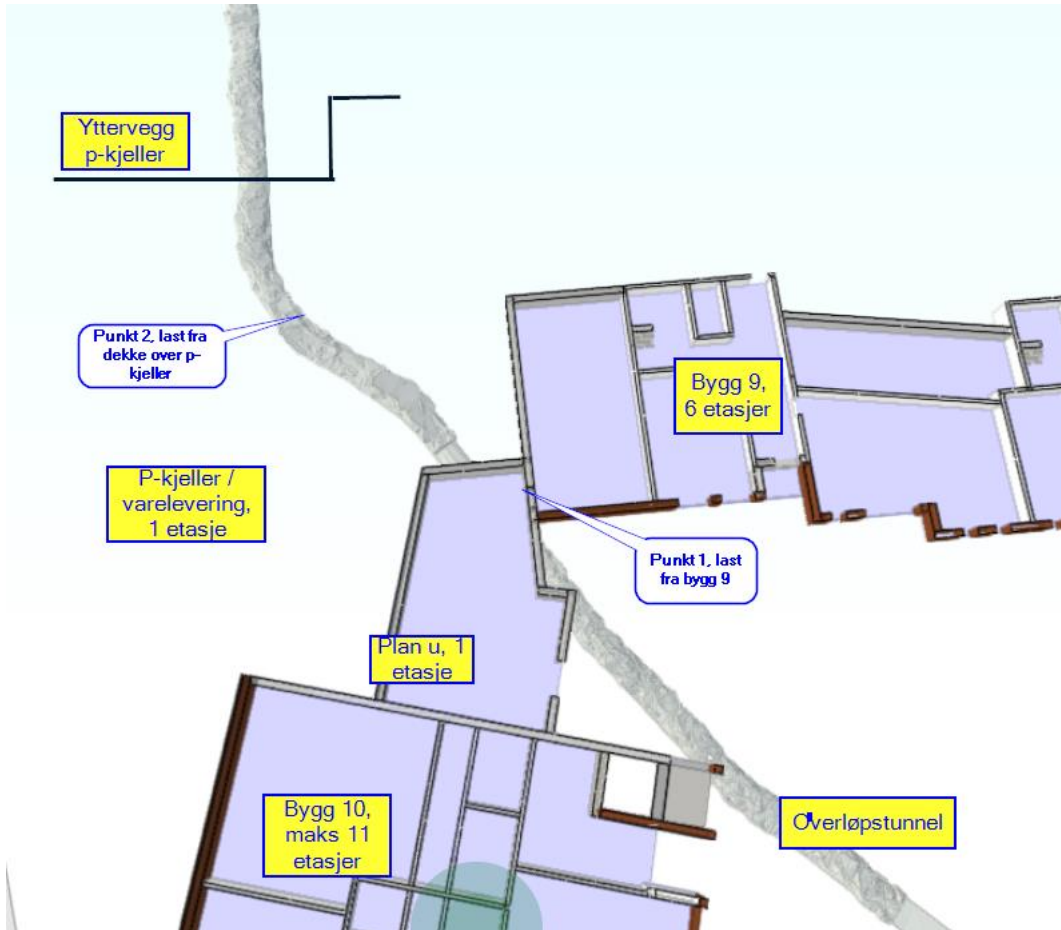 Yttervegg
p-kjeller
Punkt 2, last fra
dekke over p-
kjeller
Bygg 9,
6 etasjer
P-kjeller /
varelevering,
1 etasje
Punkt 1, last
fra bygg 9
Plan u, 1
etasje
Bygg 10,
maks 11
etasjer
Overløpstunnel